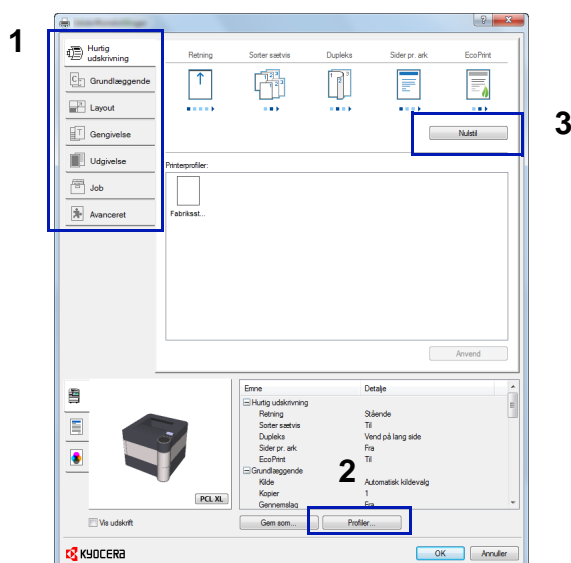 1
Hurtig
udskrivning
Grundlæggende
Layout
Gengivelse
Udgivelse
Job
Avanceret
Retning Sorter sætvis Dupleks Sider pr. ark EcoPrint
Nulstil
3
Printerprofiler:
Fabriksst...
Anvend
Emne Detalje
Hurtig udskrivning
Retning Stående
Sorter sætvis Til
Dupleks Vend på lang side
Sider pr. ark Fra
EcoPrint Til
Grundlæggende
Kilde Automatisk kildevalg
Kopier 1
Gennemslag Fra
2
PCL XL
Vis udskrift
Gem som... Profiler...
KYOCERA
OK Annuller